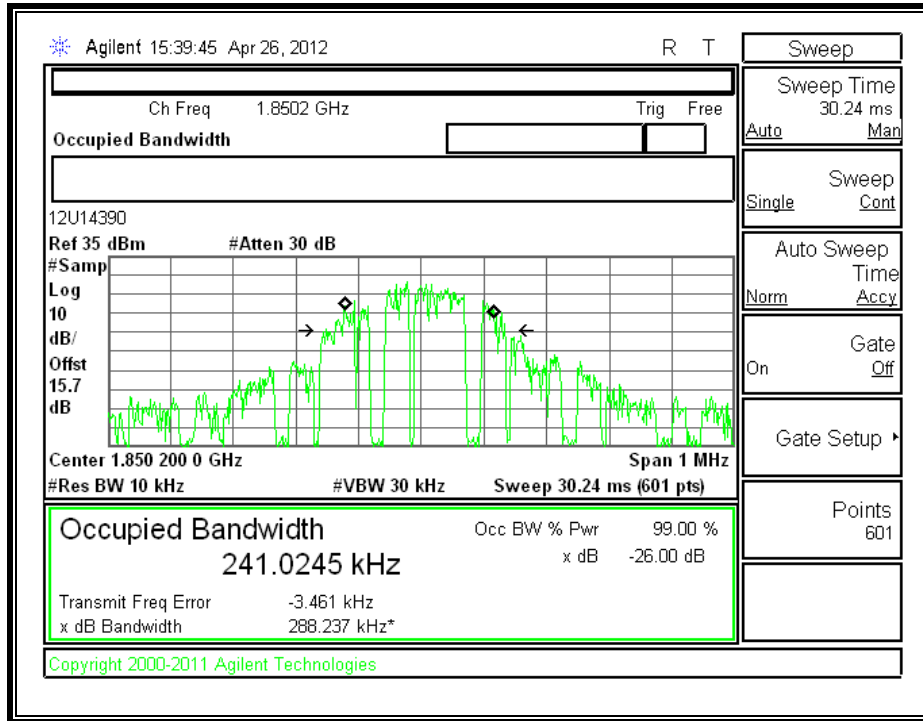 Agilent 15:39:45 Apr 26, 2012 R T
Ch Freq 1.8502 GHz Trig Free
Occupied Bandwidth
12U14390
Ref 35 dBm #Atten 30 dB
#Samp
Log
10
dB/
Offst
15.7
dB
Center 1.850 200 0 GHz Span 1 MHz
#Res BW 10 kHz #VBW 30 kHz Sweep 30.24 ms (601 pts)
Occupied Bandwidth Occ BW % Pwr 99.00 %
241.0245 kHz x dB -26.00 dB
Transmit Freq Error -3.461 kHz
x dB Bandwidth 288.237 kHz*
Copyright 2000-2011 Agilent Technologies
Sweep
Sweep Time
30.24 ms
Auto Man
Sweep
Single Cont
Auto Sweep
Time
Norm Accy
Gate
On Off
Gate Setup
Points
601